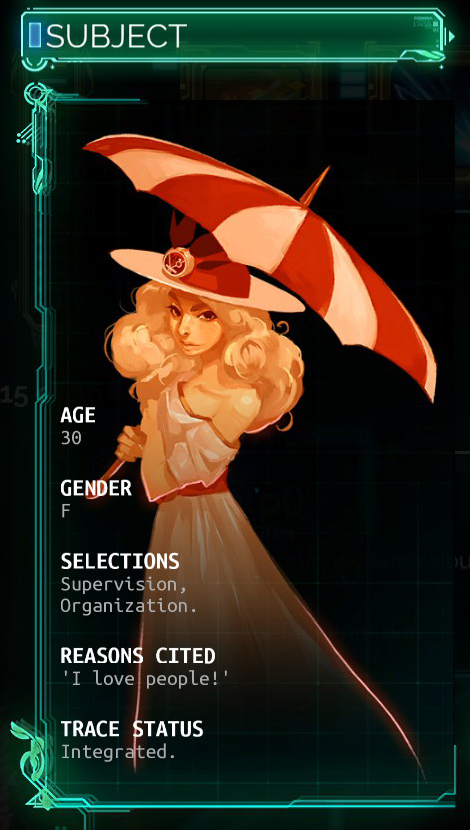 SUBJECT
AGE
30
GENDER
F
SELECTIONS
Supervision,
Organization.
REASONS CITED
'I love people!'
TRACE STATUS
Integrated.